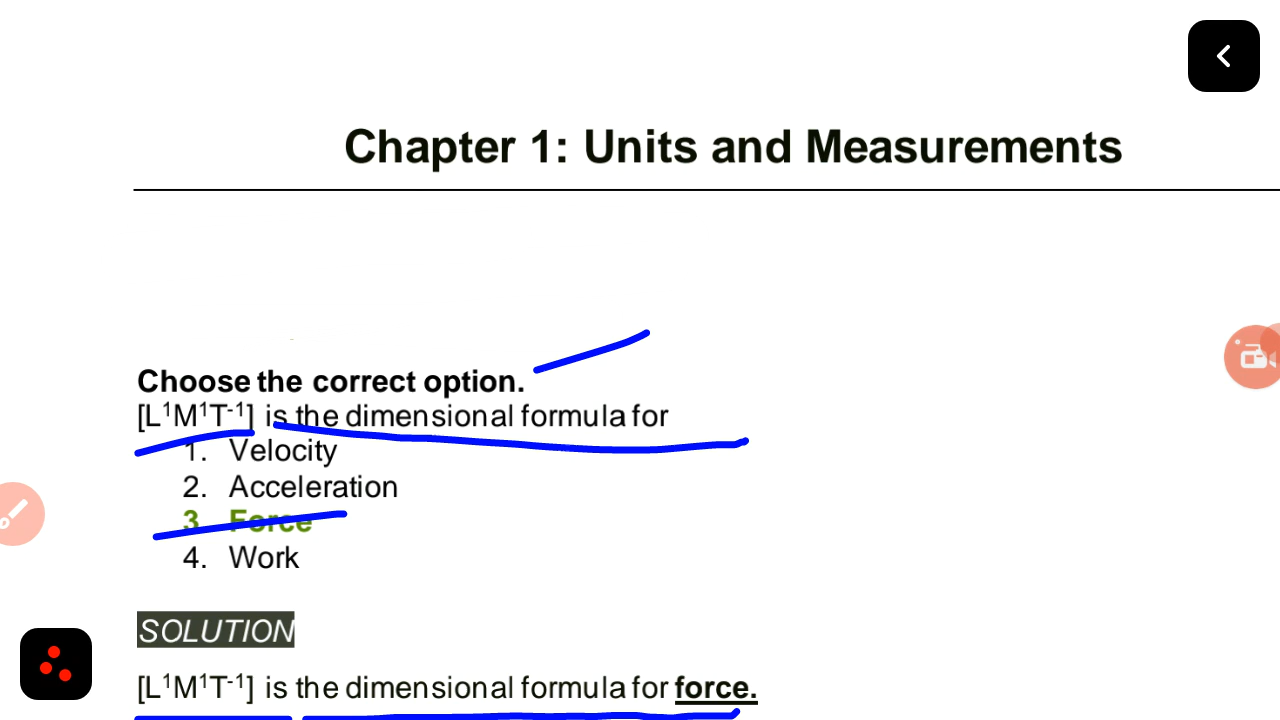 Chapter 1: Units and Measurements
Choose the correct option.
[L¹M¹T⁻¹] is the dimensional formula for
1. Velocity
2. Acceleration
3. Force
4. Work
SOLUTION
[L¹M¹T⁻¹] is the dimensional formula for force.